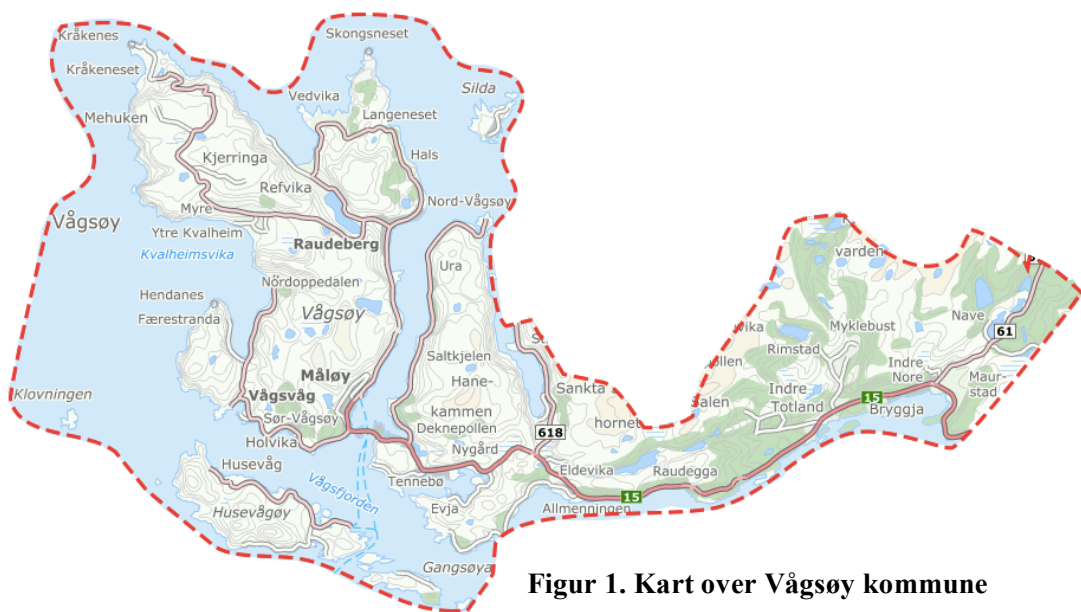 Kråkenes
Skongsneset
Kråkeneset
Silda
Vedvika
Mehuken
Langeneset
Kjerringa
Hals
Refvika
Nord-Vågsøy
Myre
Vågsøy
Ytre Kvalheim
Raudeberg
Kvalheimsvika
Ura
varden
Nordoppedalen
Hendanes
Færestranda
Vågsøy
Nave
St.
Myklebust
61
Saltkjelen
Rimstad
Måløy
Hane-
kammen
Sankta
Indre
Nore
Maur-
stad
Klovningen
Vågsvåg
Indre
Totland
15
Bryggja
Sør-Vågsøy
Deknepollen
hornet
Holvika
Nygård
618
Husevåg
Eldevika
Raudegga
Vågsfjorden
Tennebø
15
Husevågøy
Evja
Allmenningen
Gangsøya
Figur 1. Kart over Vågsøy kommune